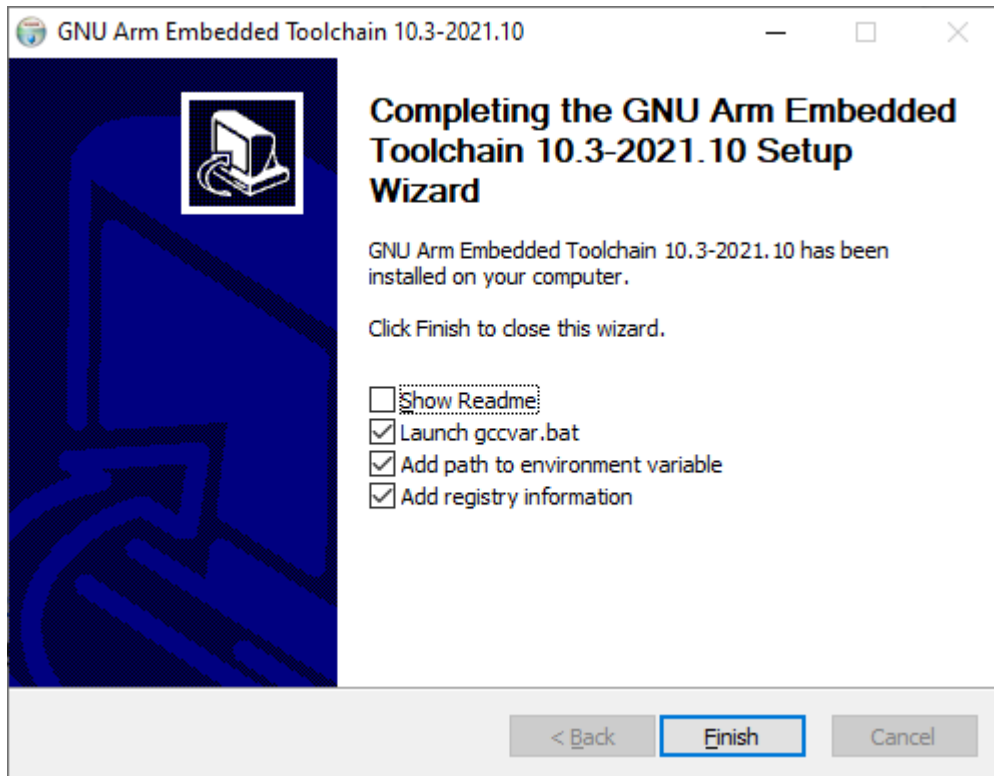 GNU Arm Embedded Toolchain 10.3-2021.10
Completing the GNU Arm Embedded
Toolchain 10.3-2021.10 Setup
Wizard
GNU Arm Embedded Toolchain 10.3-2021.10 has been
installed on your computer.
Click Finish to close this wizard.
Show Readme
Launch gccvar.bat
Add path to environment variable
Add registry information
< Back
Finish
Cancel